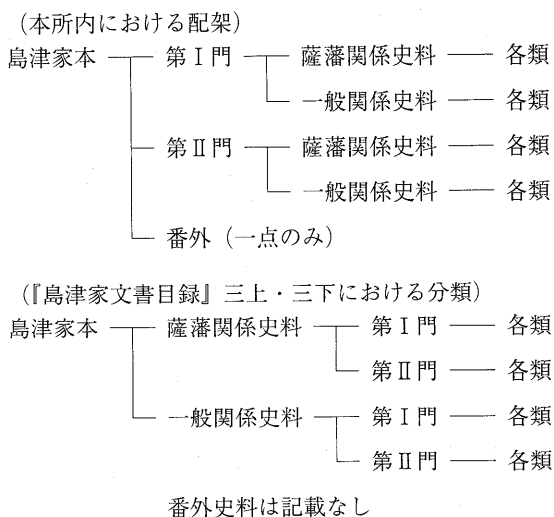 （本所内における配架）
島津家本 第Ⅰ門 薩藩関係史料 各類
一般関係史料 各類
第Ⅱ門 薩藩関係史料 各類
一般関係史料 各類
番外（一点のみ）
（『島津家文書目録』三上・三下における分類）
島津家本 薩藩関係史料 第Ⅰ門 各類
第Ⅱ門 各類
一般関係史料 第Ⅰ門 各類
第Ⅱ門 各類
番外史料は記載なし